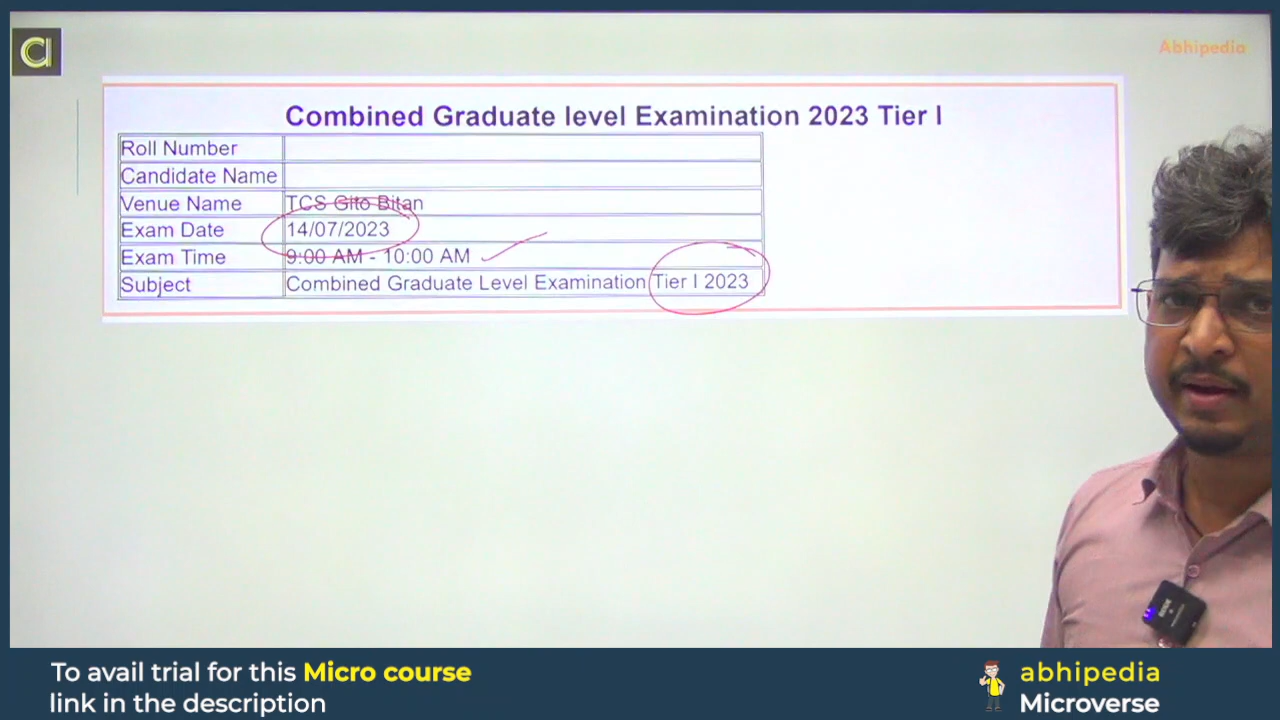 Abhipedia
Combined Graduate level Examination 2023 Tier I
Roll Number
Candidate Name
Venue Name TCS Gito Bitan
Exam Date 14/07/2023
Exam Time 9:00 AM - 10:00 AM
Subject Combined Graduate Level Examination Tier I 2023
To avail trial for this Micro course
link in the description
abhipedia
Microverse